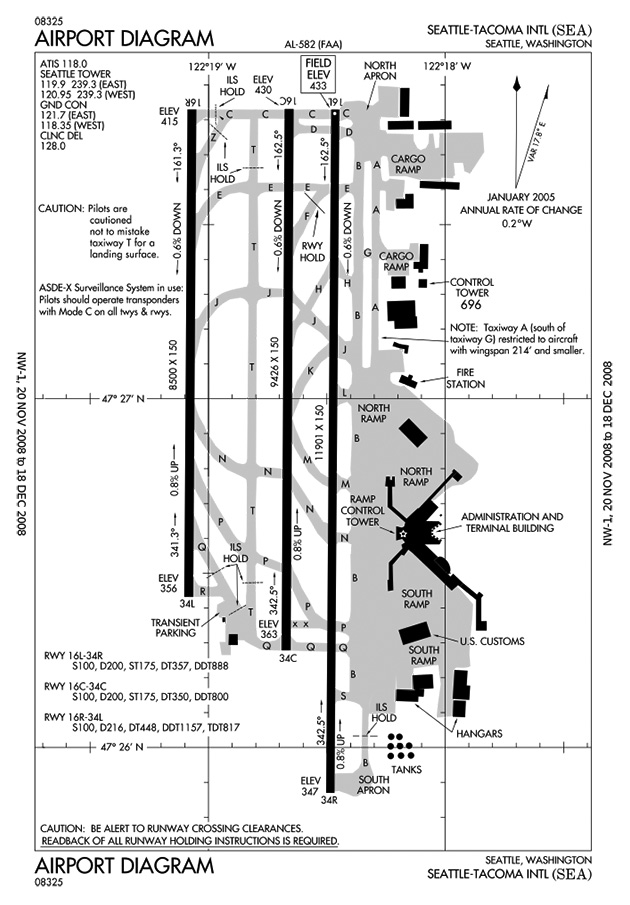 08325
AIRPORT DIAGRAM
AL-582 (FAA)
SEATTLE-TACOMA INTL (SEA)
SEATTLE, WASHINGTON
ATIS 118.0
SEATTLE TOWER
119.9 239.3 (EAST)
120.95 239.3 (WEST)
GND CON
121.7 (EAST)
118.35 (WEST)
CLNC DEL
128.0
122°19' W
122°18' W
ILS
HOLD
ELEV
430
FIELD
ELEV
433
NORTH
APRON
ELEV
415
16R
16C
16L
C
C
C
C
D
D
Z
T
ILS
HOLD
161.3°
162.5°
162.5°
B
A
CARGO
RAMP
VAR 17.8° E
JANUARY 2005
ANNUAL RATE OF CHANGE
0.2°W
E
E
E
E
F
A
RWY
HOLD
CAUTION: Pilots are
cautioned
not to mistake
taxiway T for a
landing surface.
0.6% DOWN
0.6% DOWN
0.6% DOWN
T
G
CARGO
RAMP
CONTROL
TOWER
696
ASDE-X Surveillance System in use:
Pilots should operate transponders
with Mode C on all twys & rwys.
J
J
H
H
J
J
B
A
NOTE: Taxiway A (south of
taxiway G) restricted to aircraft
with wingspan 214' and smaller.
8500 X 150
9426 X 150
11901 X 150
T
K
L
FIRE
STATION
47°27' N
NORTH
RAMP
B
NORTH
RAMP
N
N
M
M
0.8% UP
RAMP
CONTROL
TOWER
ADMINISTRATION AND
TERMINAL BUILDING
P
T
N
N
0.8% UP
341.3°
Q
ILS
HOLD
P
B
342.5°
ELEV
356
R
34L
T
P
P
SOUTH
RAMP
TRANSIENT
PARKING
ELEV
363
X X
U.S. CUSTOMS
34C
Q
Q
Q
SOUTH
RAMP
RWY 16L-34R
S100, D200, ST175, DT357, DDT888
RWY 16C-34C
S100, D200, ST175, DT350, DDT800
RWY 16R-34L
S100, D216, DT448, DDT1157, TDT817
B
S
ILS
HOLD
HANGARS
342.5°
0.8% UP
47°26' N
B
TANKS
ELEV
347
34R
SOUTH
APRON
CAUTION: BE ALERT TO RUNWAY CROSSING CLEARANCES.
READBACK OF ALL RUNWAY HOLDING INSTRUCTIONS IS REQUIRED.
AIRPORT DIAGRAM
08325
SEATTLE, WASHINGTON
SEATTLE-TACOMA INTL (SEA)
NW-1, 20 NOV 2008 to 18 DEC 2008
NW-1, 20 NOV 2008 to 18 DEC 2008